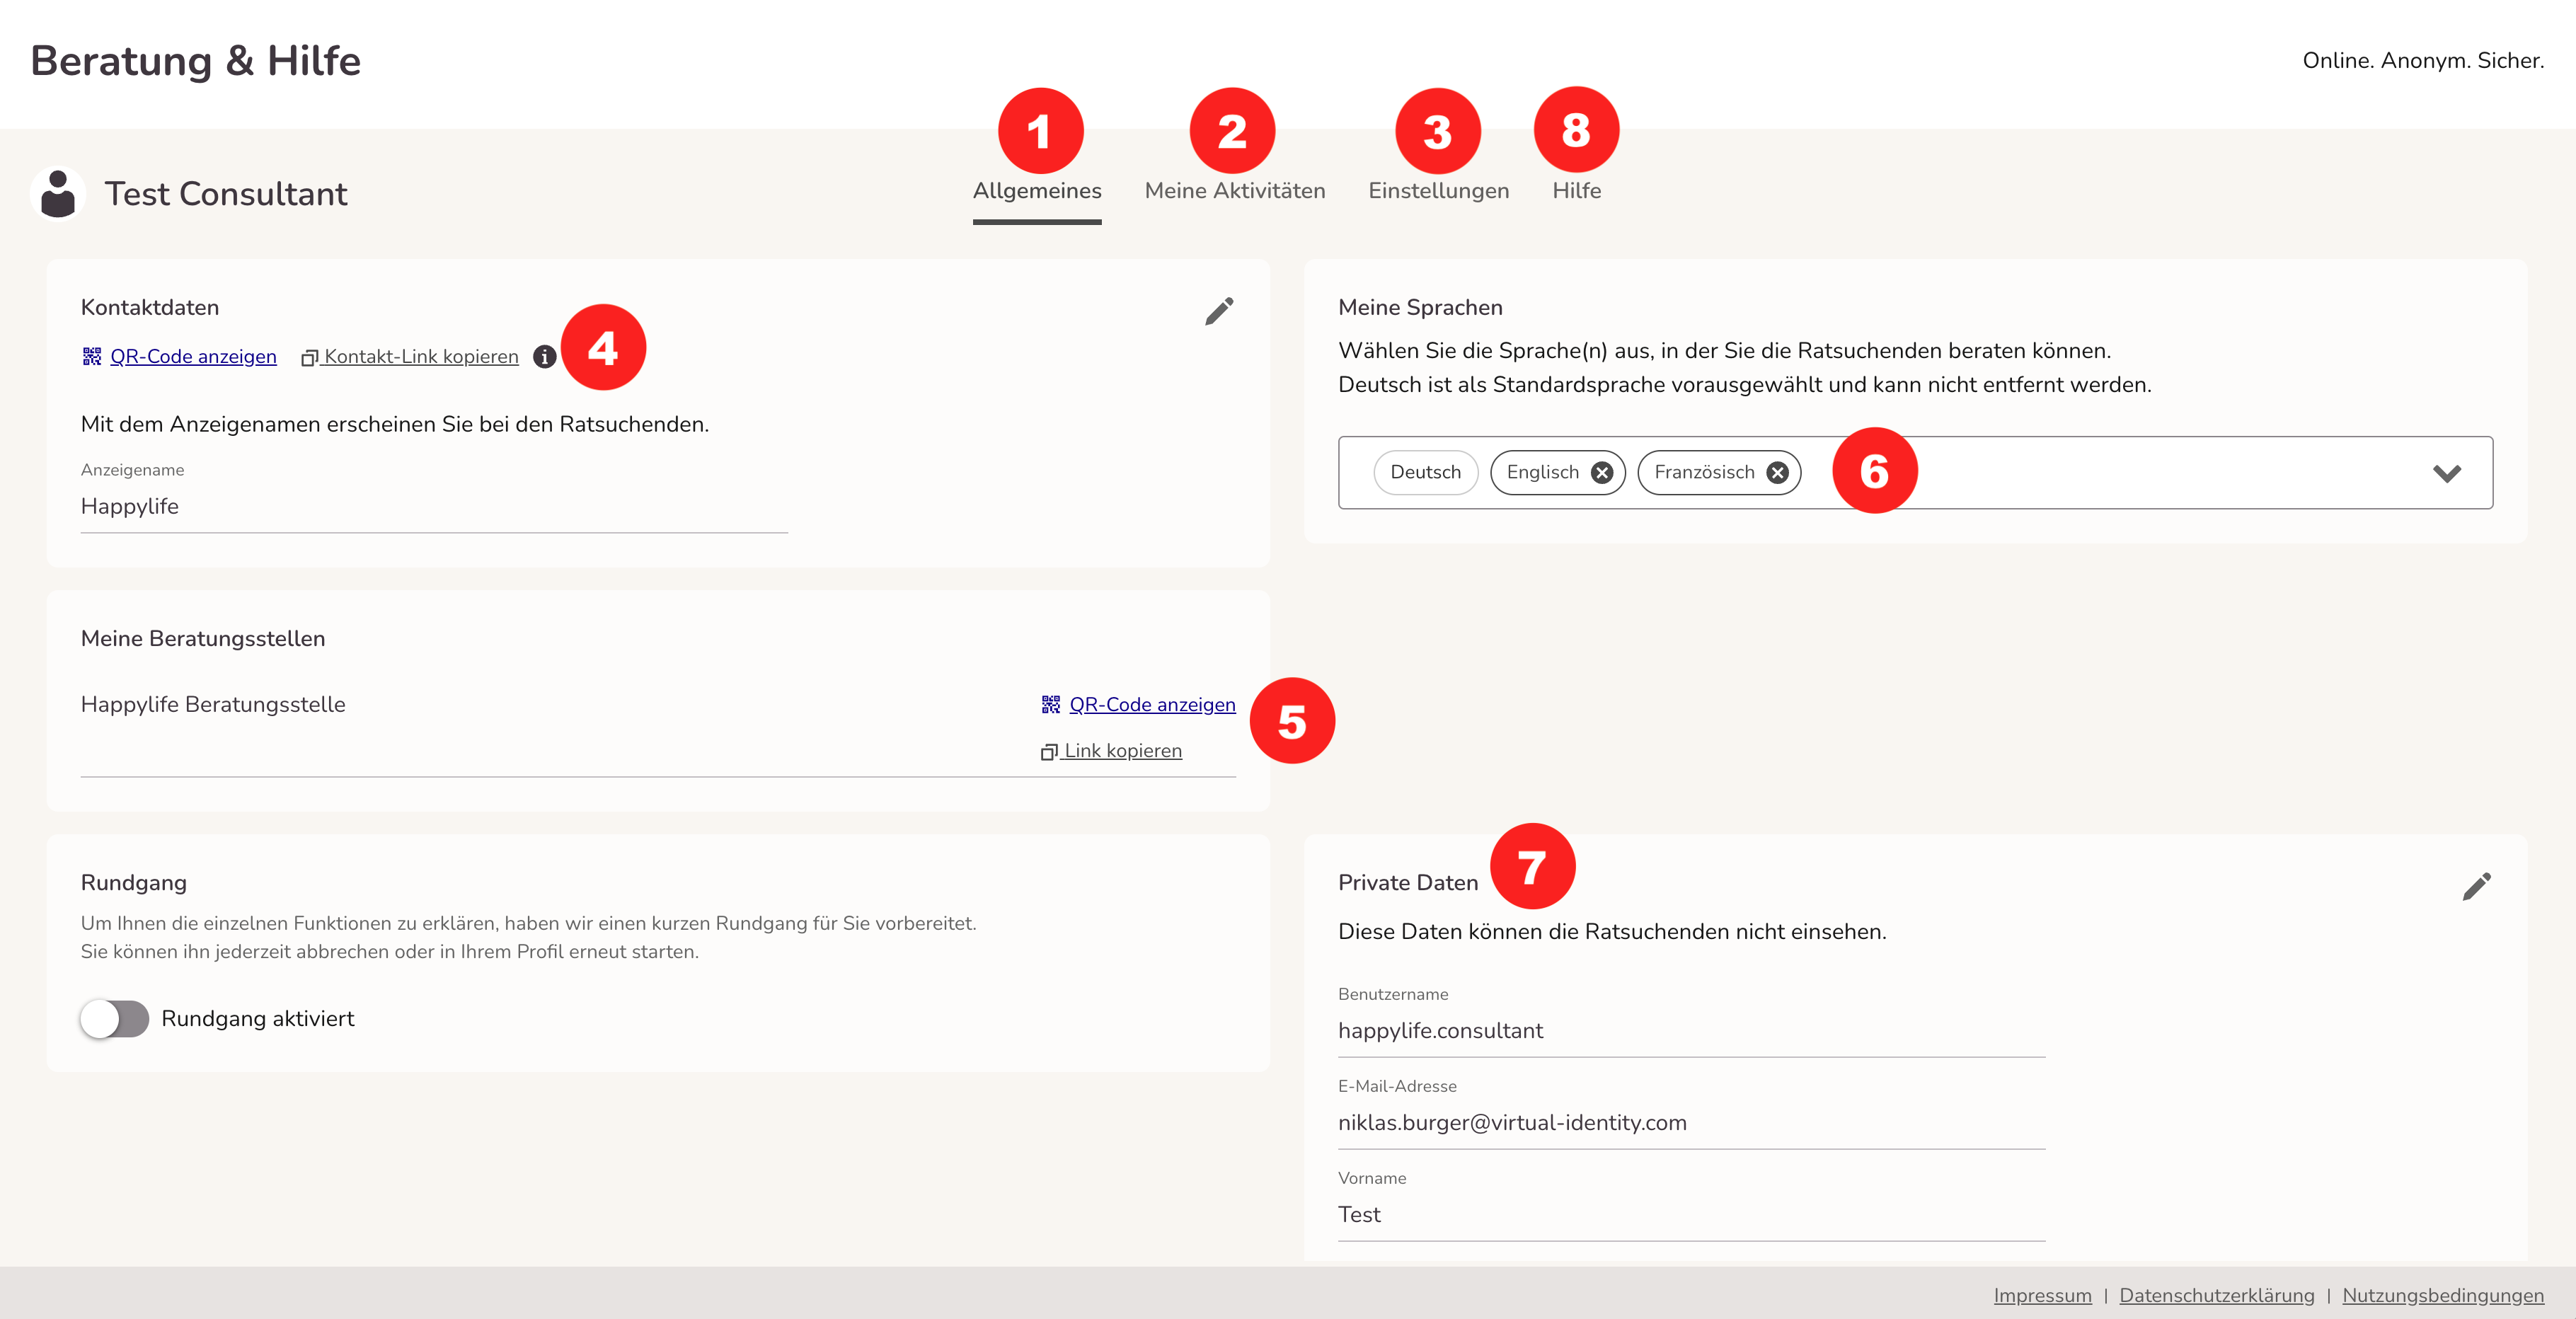 Beratung & Hilfe
Online. Anonym. Sicher.
1
2
3
8
Test Consultant
Allgemeines
Meine Aktivitäten
Einstellungen
Hilfe
Kontaktdaten
QR-Code anzeigen
Kontakt-Link kopieren
i
4
Mit dem Anzeigenamen erscheinen Sie bei den Ratsuchenden.
Anzeigename
Happylife
Meine Sprachen
Wählen Sie die Sprache(n) aus, in der Sie die Ratsuchenden beraten können.
Deutsch ist als Standardsprache vorausgewählt und kann nicht entfernt werden.
Deutsch
Englisch
Französisch
6
Meine Beratungsstellen
Happylife Beratungsstelle
QR-Code anzeigen
Link kopieren
5
Rundgang
Um Ihnen die einzelnen Funktionen zu erklären, haben wir einen kurzen Rundgang für Sie vorbereitet.
Sie können ihn jederzeit abbrechen oder in Ihrem Profil erneut starten.
Rundgang aktiviert
Private Daten
7
Diese Daten können die Ratsuchenden nicht einsehen.
Benutzername
happylife.consultant
E-Mail-Adresse
niklas.burger@virtual-identity.com
Vorname
Test
Impressum | Datenschutzerklärung | Nutzungsbedingungen